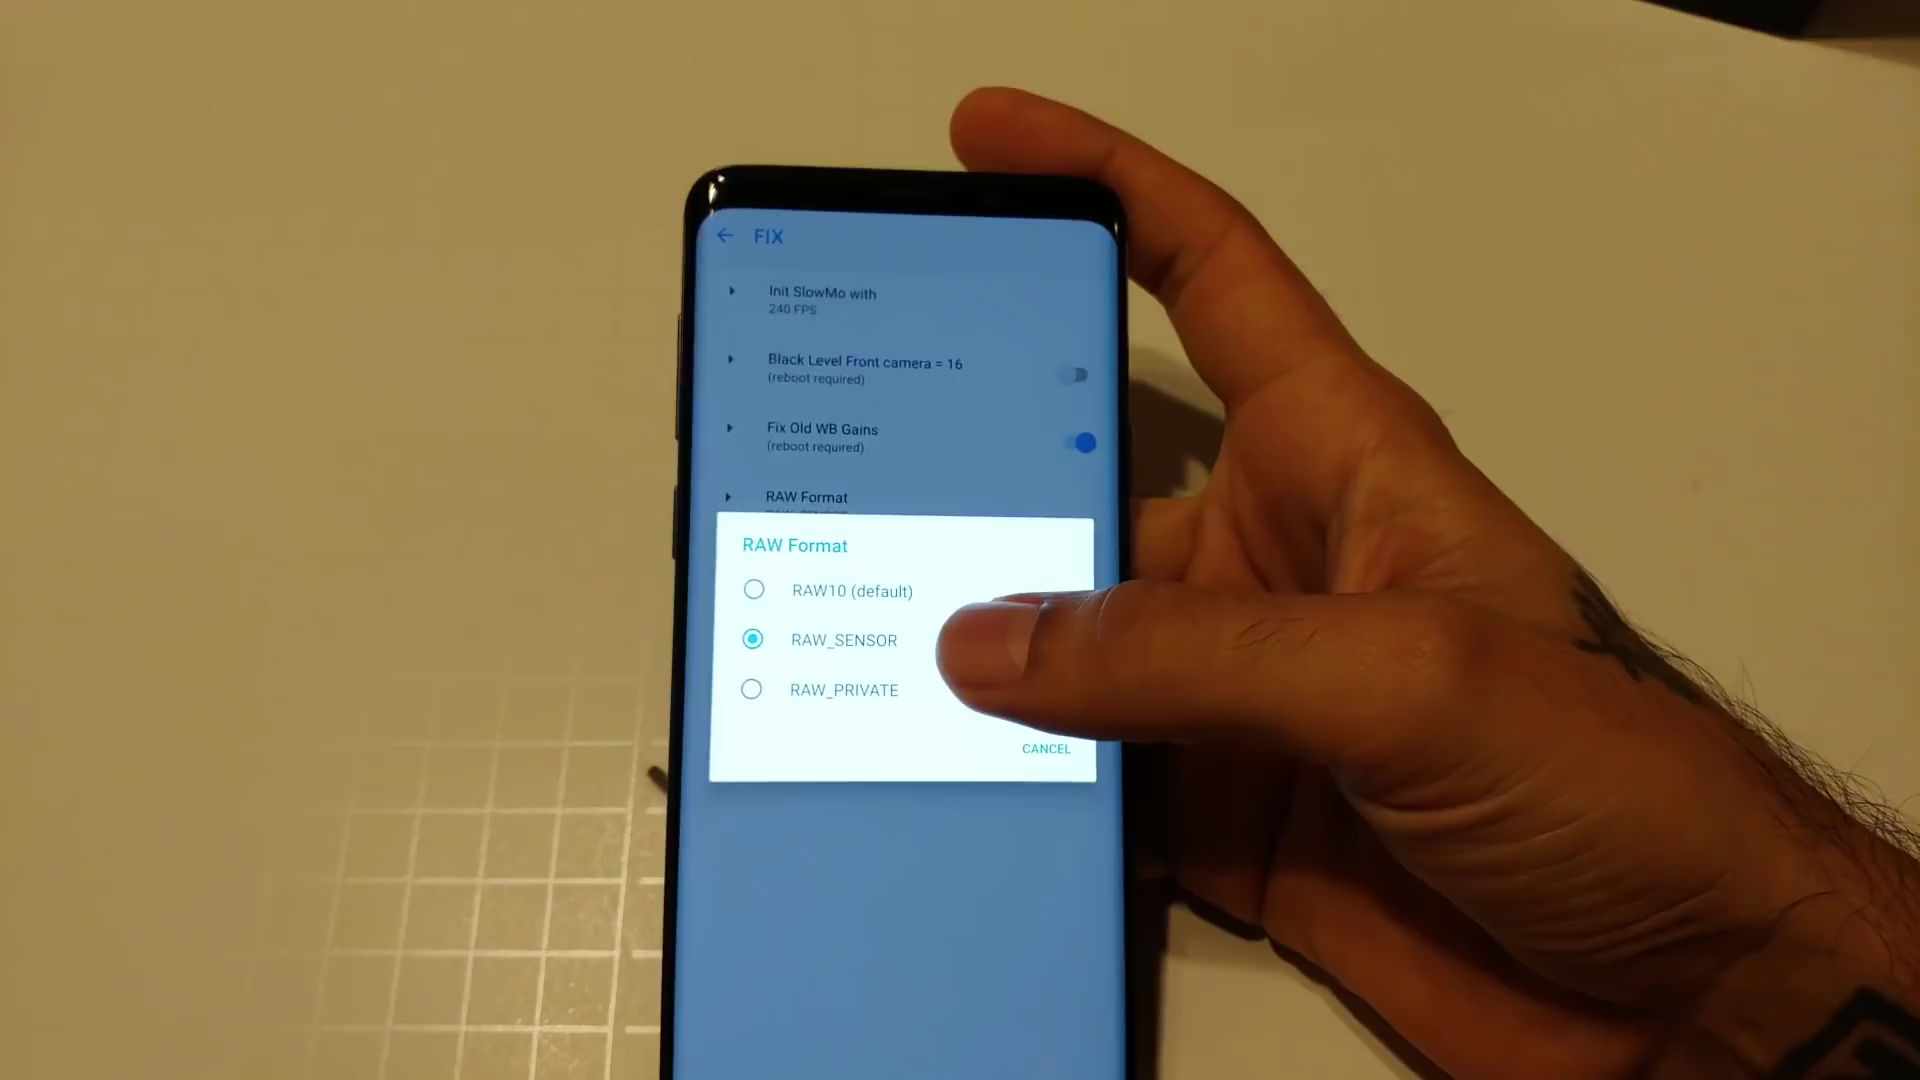 FIX
Init SlowMo with
240 FPS
Black Level Front camera = 16
(reboot required)
Fix Old WB Gains
(reboot required)
RAW Format
RAW Format
RAW10 (default)
RAW_SENSOR
RAW_PRIVATE
CANCEL